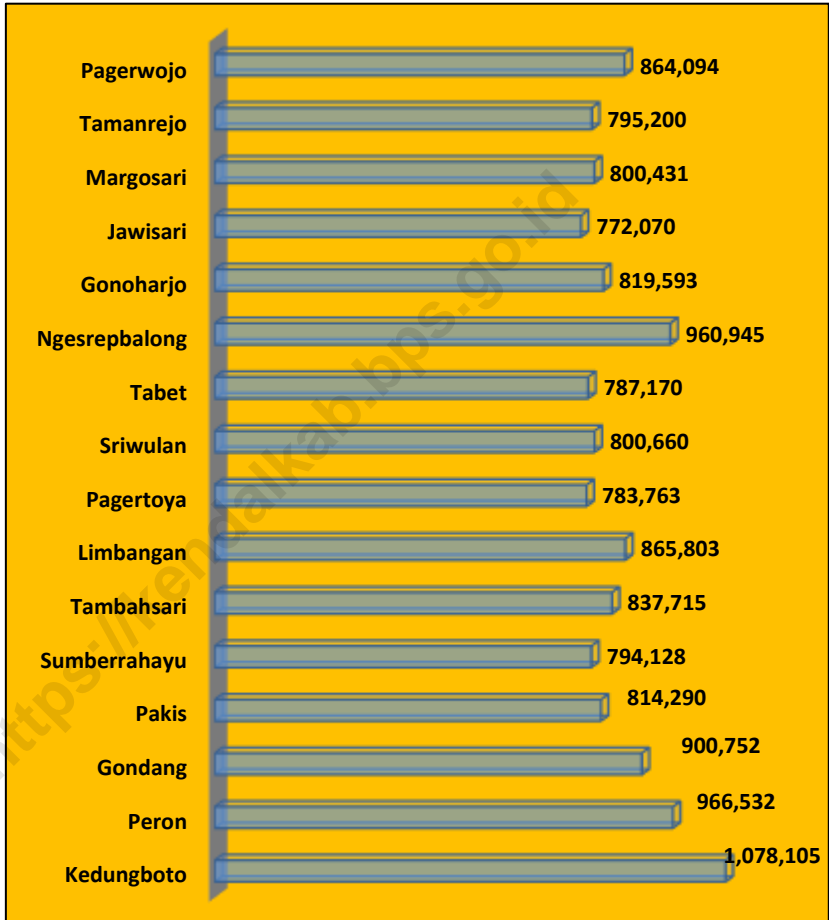 Pagerwojo 864,094
Tamanrejo 795,200
Margosari 800,431
Jawisari 772,070
Gonoharjo 819,593
Ngesrepbalong 960,945
Tabet 787,170
Sriwulan 800,660
Pagertoya 783,763
Limbangan 865,803
Tambahsari 837,715
Sumberrahayu 794,128
Pakis 814,290
Gondang 900,752
Peron 966,532
Kedungboto 1,078,105
https://kendalkab.bps.go.id